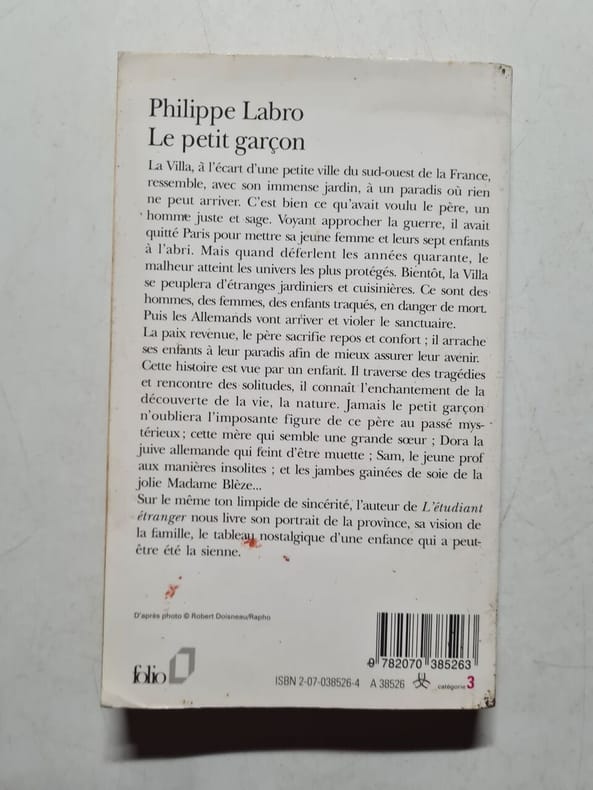 Philippe Labro
Le petit garçon
La Villa, à l'écart d'une petite ville du sud-ouest de la France,
ressemble, avec son immense jardin, à un paradis où rien
ne peut arriver. C'est bien ce qu'avait voulu le père, un
homme juste et sage. Voyant approcher la guerre, il avait
quitté Paris pour mettre sa jeune femme et leurs sept enfants
à l'abri. Mais quand déferlent les années quarante, le
malheur atteint les univers les plus protégés. Bientôt, la Villa
se peuplera d'étranges jardiniers et cuisinières. Ce sont des
hommes, des femmes, des enfants traqués, en danger de mort.
Puis les Allemands vont arriver et violer le sanctuaire.
La paix revenue, le père sacrifie repos et confort ; il arrache
ses enfants à leur paradis afin de mieux assurer leur avenir.
Cette histoire est vue par un enfant. Il traverse des tragédies
et rencontre des solitudes, il connaît l'enchantement de la
découverte de la vie, la nature. Jamais le petit garçon
n'oubliera l'imposante figure de ce père au passé mys-
térieux ; cette mère qui semble une grande sœur ; Dora la
juive allemande qui feint d'être muette ; Sam, le jeune prof
aux manières insolites ; et les jambes gainées de soie de la
jolie Madame Blèze...
Sur le même ton limpide de sincérité, l'auteur de L'étudiant
étranger nous livre son portrait de la province, sa vision de
la famille, le tableau nostalgique d'une enfance qui a peut-
être été la sienne.
D'après photo © Robert Doisneau/Rapho
9 782070 385263
folio
ISBN 2-07-038526-4 A 38526 catégorie 3